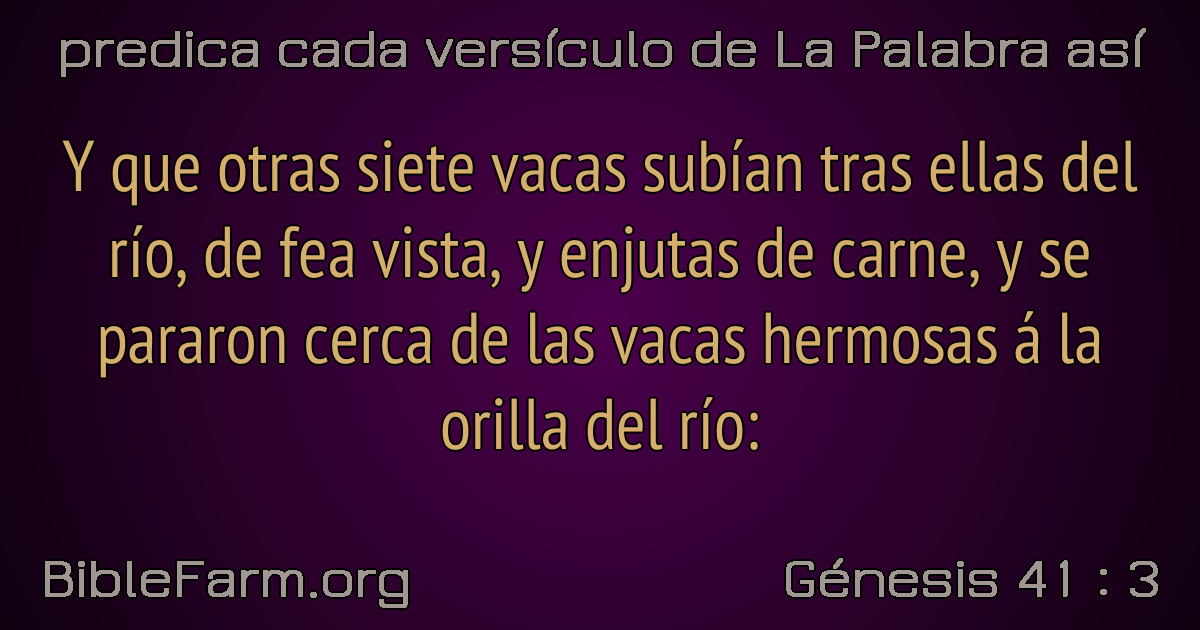 predica cada versículo de La Palabra así
Y que otras siete vacas subían tras ellas del
río, de fea vista, y enjutas de carne, y se
pararon cerca de las vacas hermosas á la
orilla del río:
BibleFarm.org
Génesis 41 : 3